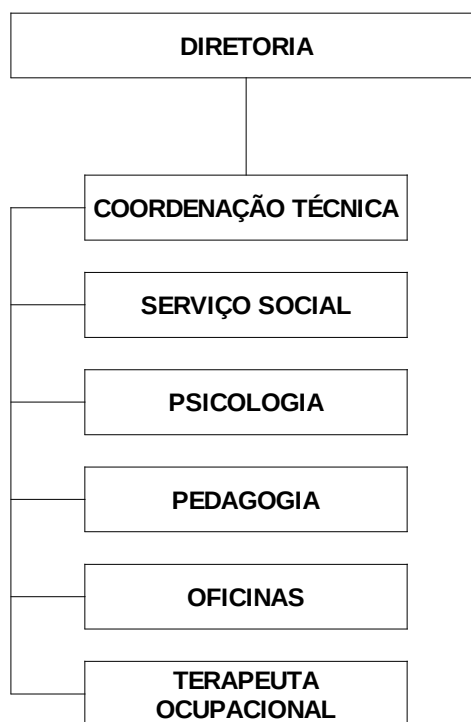 DIRETORIA
COORDENAÇÃO TÉCNICA
SERVIÇO SOCIAL
PSICOLOGIA
PEDAGOGIA
OFICINAS
TERAPEUTA
OCUPACIONAL